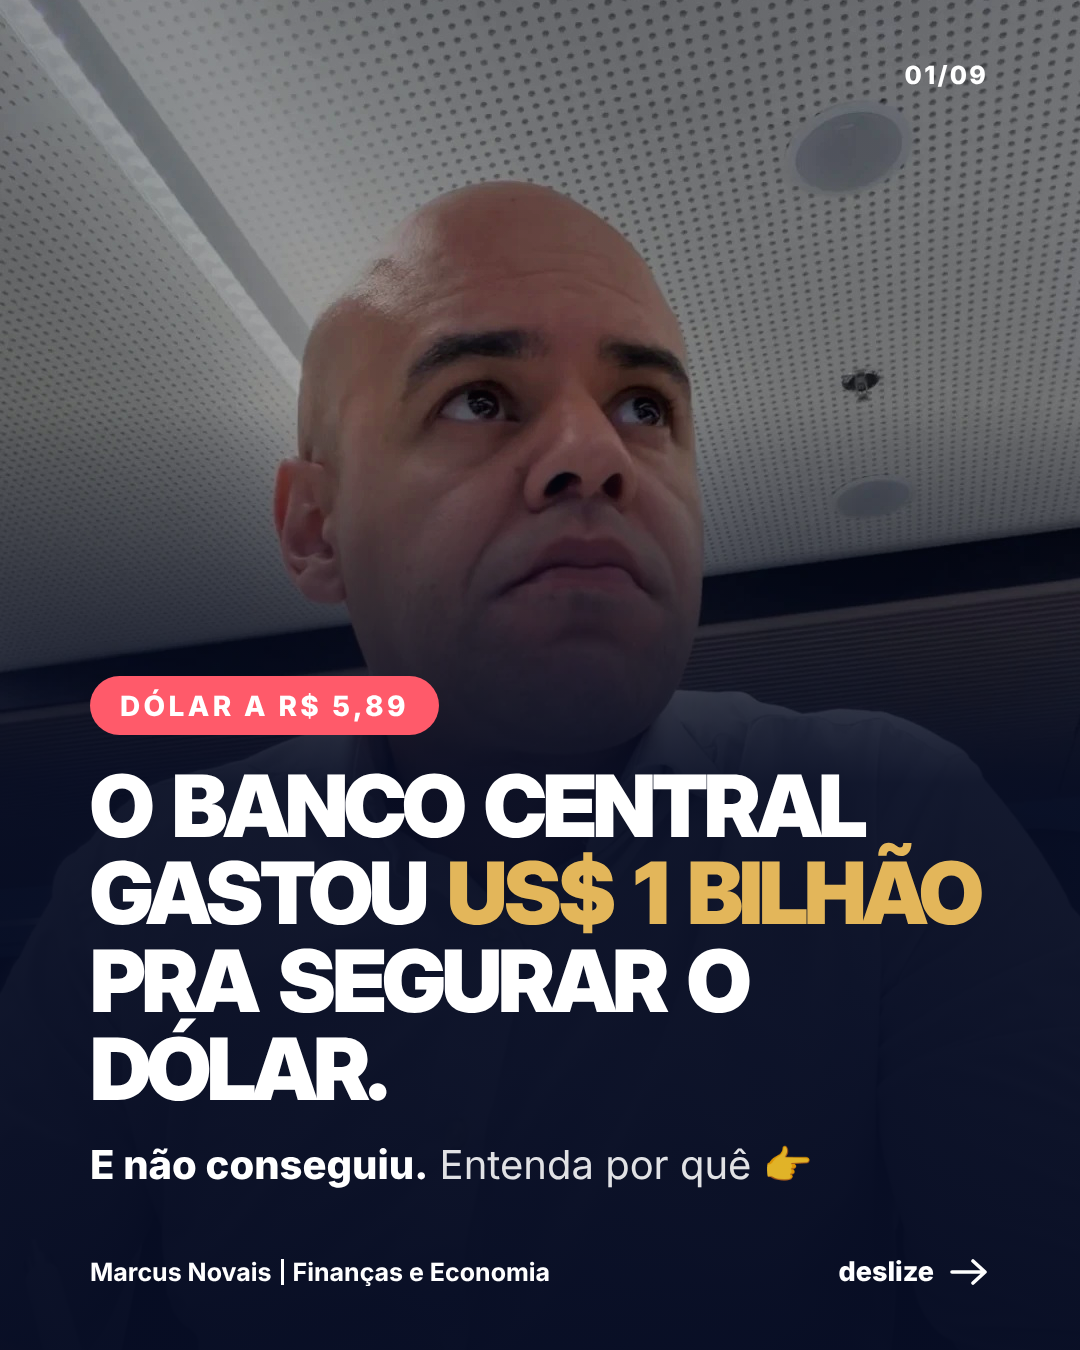 01/09
DÓLAR A R$ 5,89
O BANCO CENTRAL
GASTOU US$ 1 BILHÃO
PRA SEGURAR O
DÓLAR.
E não conseguiu. Entenda por quê 👉
Marcus Novais | Finanças e Economia
deslize →